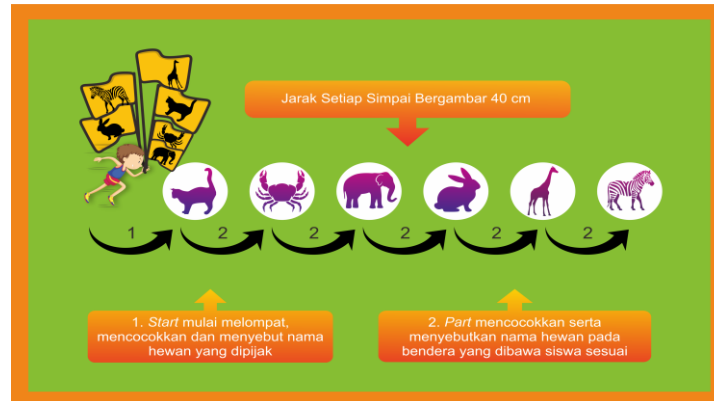 Jarak Setiap Simpai Bergambar 40 cm
1 2 2 2 2 2
1. Start mulai melompat,
mencocokkan dan menyebut nama
hewan yang dipijak
2. Part mencocokkan serta
menyebutkan nama hewan pada
bendera yang dibawa siswa sesuai